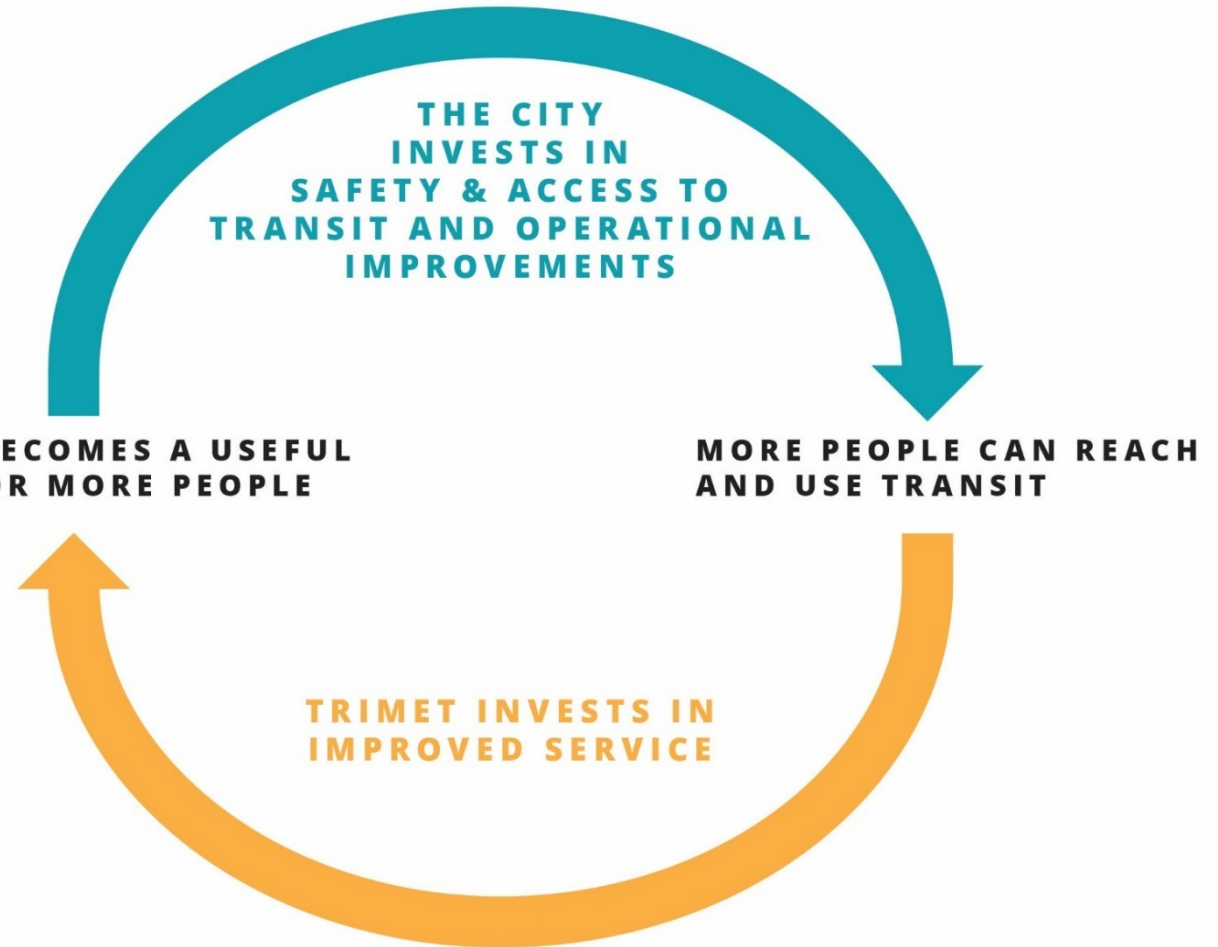 THE CITY
INVESTS IN
SAFETY & ACCESS TO
TRANSIT AND OPERATIONAL
IMPROVEMENTS
A USEFUL
MORE PEOPLE
MORE PEOPLE CAN REACH
AND USE TRANSIT
TRIMET INVESTS IN
IMPROVED SERVICE